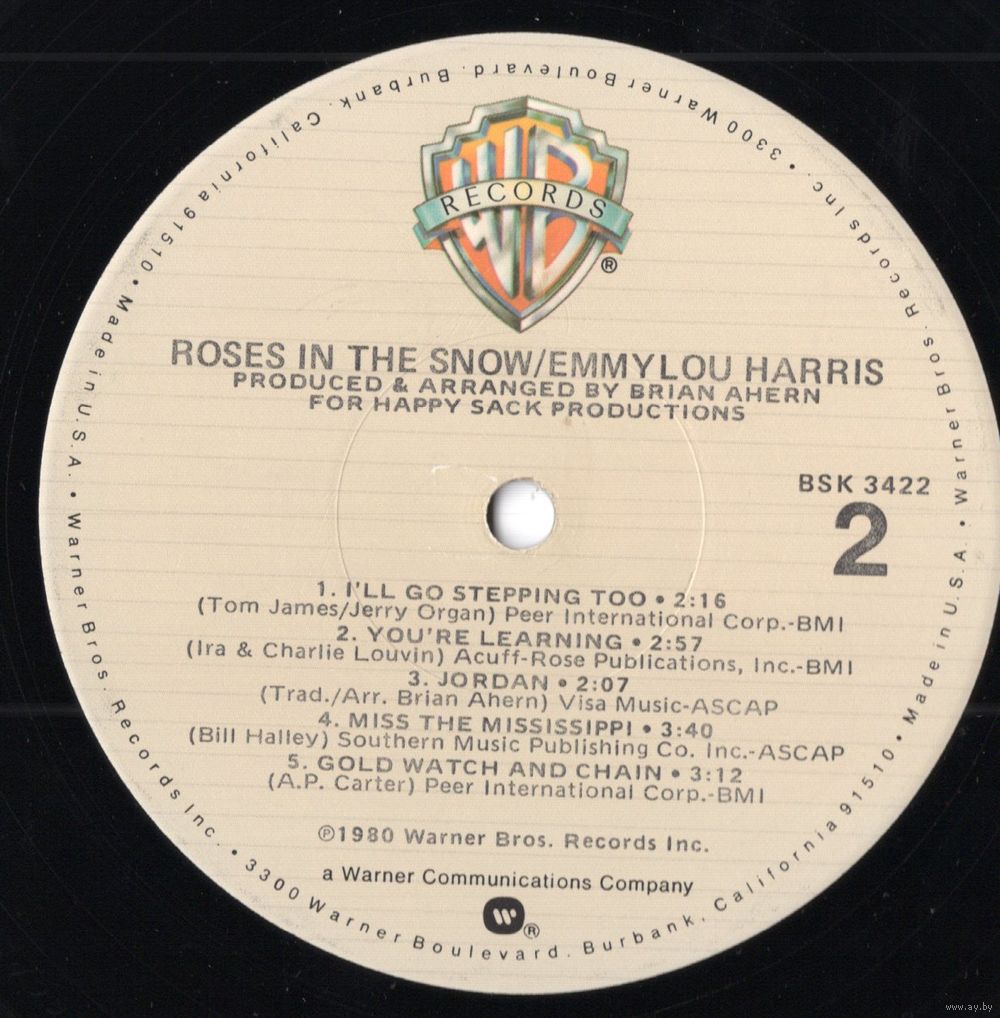 RECORDS
®
ROSES IN THE SNOW/EMMYLOU HARRIS
PRODUCED & ARRANGED BY BRIAN AHERN
FOR HAPPY SACK PRODUCTIONS
BSK 3422
2
1. I'LL GO STEPPING TOO • 2:16
(Tom James/Jerry Organ) Peer International Corp.-BMI
2. YOU'RE LEARNING • 2:57
(Ira & Charlie Louvin) Acuff-Rose Publications, Inc.-BMI
3. JORDAN • 2:07
(Trad./Arr. Brian Ahern) Visa Music-ASCAP
4. MISS THE MISSISSIPPI • 3:40
(Bill Halley) Southern Music Publishing Co. Inc.-ASCAP
5. GOLD WATCH AND CHAIN • 3:12
(A.P. Carter) Peer International Corp.-BMI
℗1980 Warner Bros. Records Inc.
a Warner Communications Company
®
Warner Bros. Records Inc. • 3300 Warner Boulevard. Burbank, California 91510 • Made in U.S.A. •
Warner Bros. Records Inc. • 3300 Warner Boulevard. Burbank. California 91510 • Made in U.S.A. •
www.ay.by